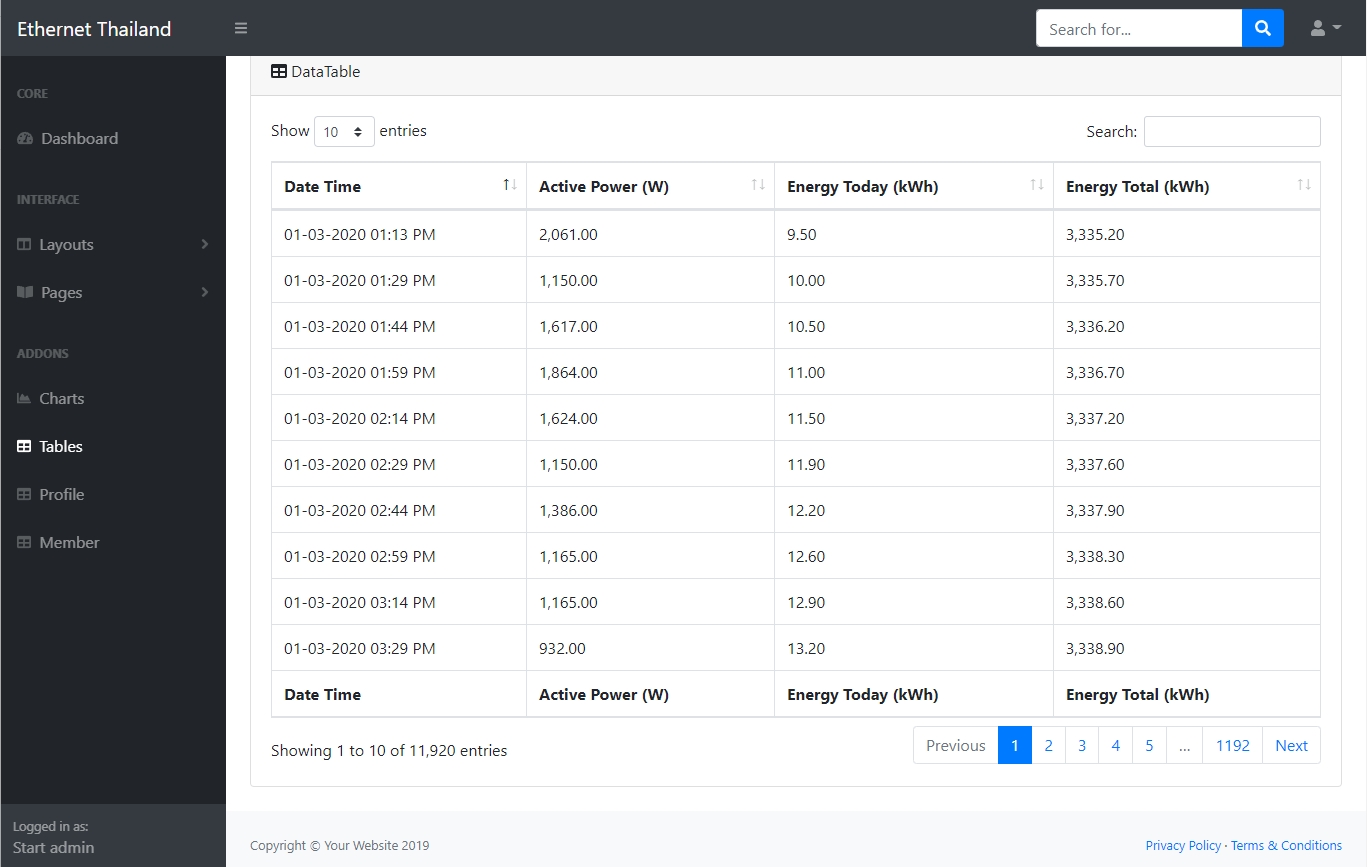 Ethernet Thailand
Search for...
CORE
Dashboard
INTERFACE
Layouts
Pages
ADDONS
Charts
Tables
Profile
Member
Logged in as:
Start admin
DataTable
Show 10 entries Search:
Date Time Active Power (W) Energy Today (kWh) Energy Total (kWh)
01-03-2020 01:13 PM 2,061.00 9.50 3,335.20
01-03-2020 01:29 PM 1,150.00 10.00 3,335.70
01-03-2020 01:44 PM 1,617.00 10.50 3,336.20
01-03-2020 01:59 PM 1,864.00 11.00 3,336.70
01-03-2020 02:14 PM 1,624.00 11.50 3,337.20
01-03-2020 02:29 PM 1,150.00 11.90 3,337.60
01-03-2020 02:44 PM 1,386.00 12.20 3,337.90
01-03-2020 02:59 PM 1,165.00 12.60 3,338.30
01-03-2020 03:14 PM 1,165.00 12.90 3,338.60
01-03-2020 03:29 PM 932.00 13.20 3,338.90
Date Time Active Power (W) Energy Today (kWh) Energy Total (kWh)
Showing 1 to 10 of 11,920 entries Previous 1 2 3 4 5 ... 1192 Next
Copyright © Your Website 2019 Privacy Policy · Terms & Conditions